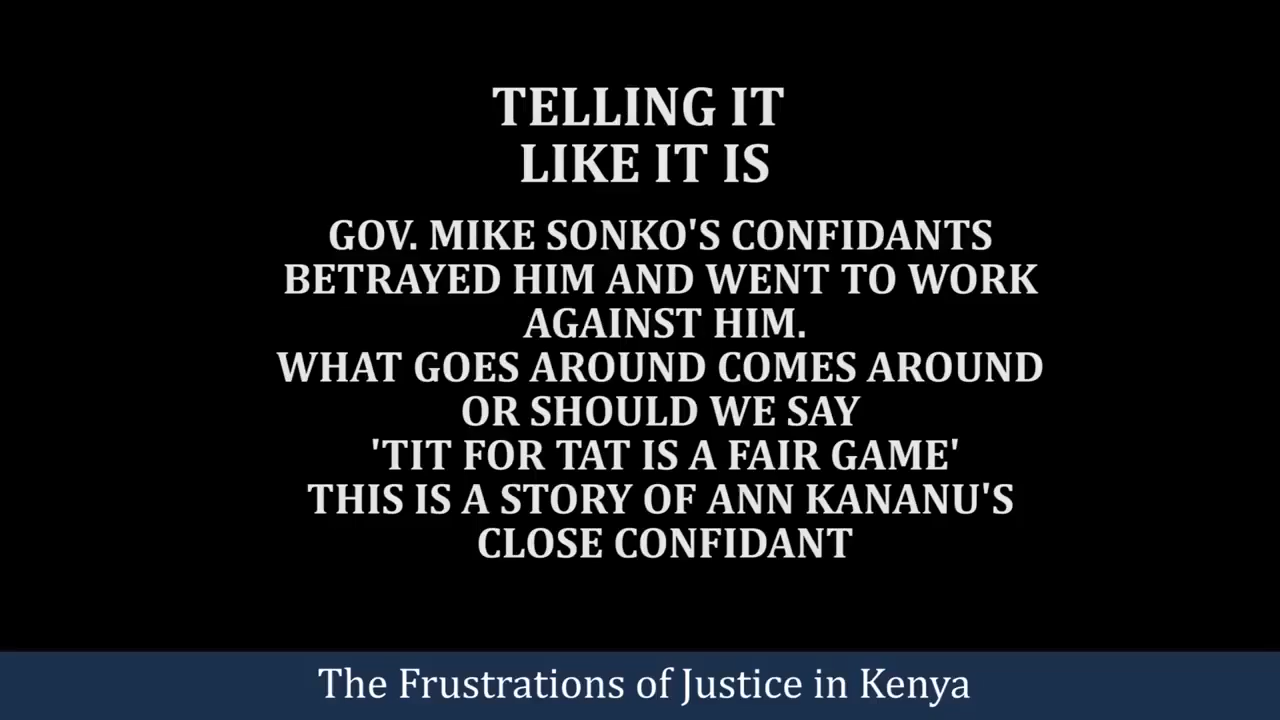 TELLING IT
LIKE IT IS
GOV. MIKE SONKO'S CONFIDANTS
BETRAYED HIM AND WENT TO WORK
AGAINST HIM.
WHAT GOES AROUND COMES AROUND
OR SHOULD WE SAY
'TIT FOR TAT IS A FAIR GAME'
THIS IS A STORY OF ANN KANANU'S
CLOSE CONFIDANT
The Frustrations of Justice in Kenya